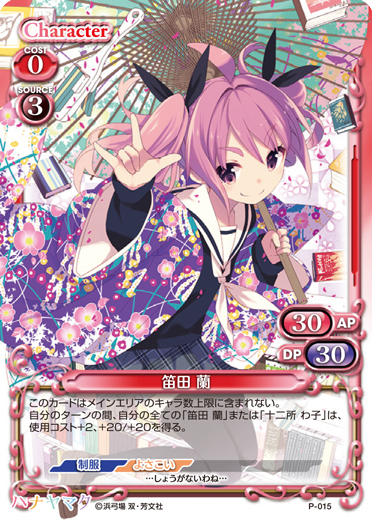 Character
COST
0
SOURCE
3
30 AP
DP 30
笛田 蘭
このカードはメインエリアのキャラ数上限に含まれない。
自分のターンの間、自分の全ての「笛田 蘭」または「十二所 わ子」は、
使用コスト+2、+20/+20を得る。
制服 よさこい
…しょうがないわね…
ハナヤマタ
©浜弓場 双・芳文社
P-015